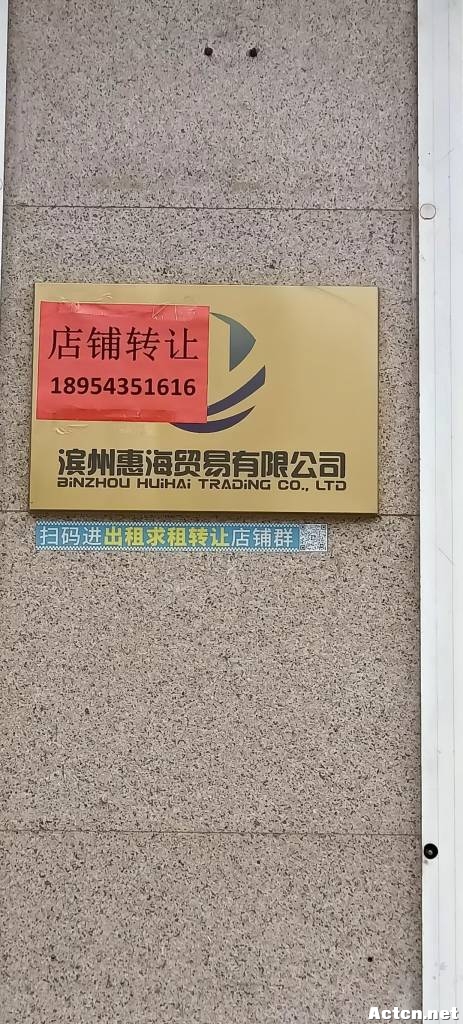 店铺转让
18954351616
滨州惠海贸易有限公司
BINZHOU HUIHAI TRADING CO., LTD
扫码进出租求租转让店铺群
Actcn.net